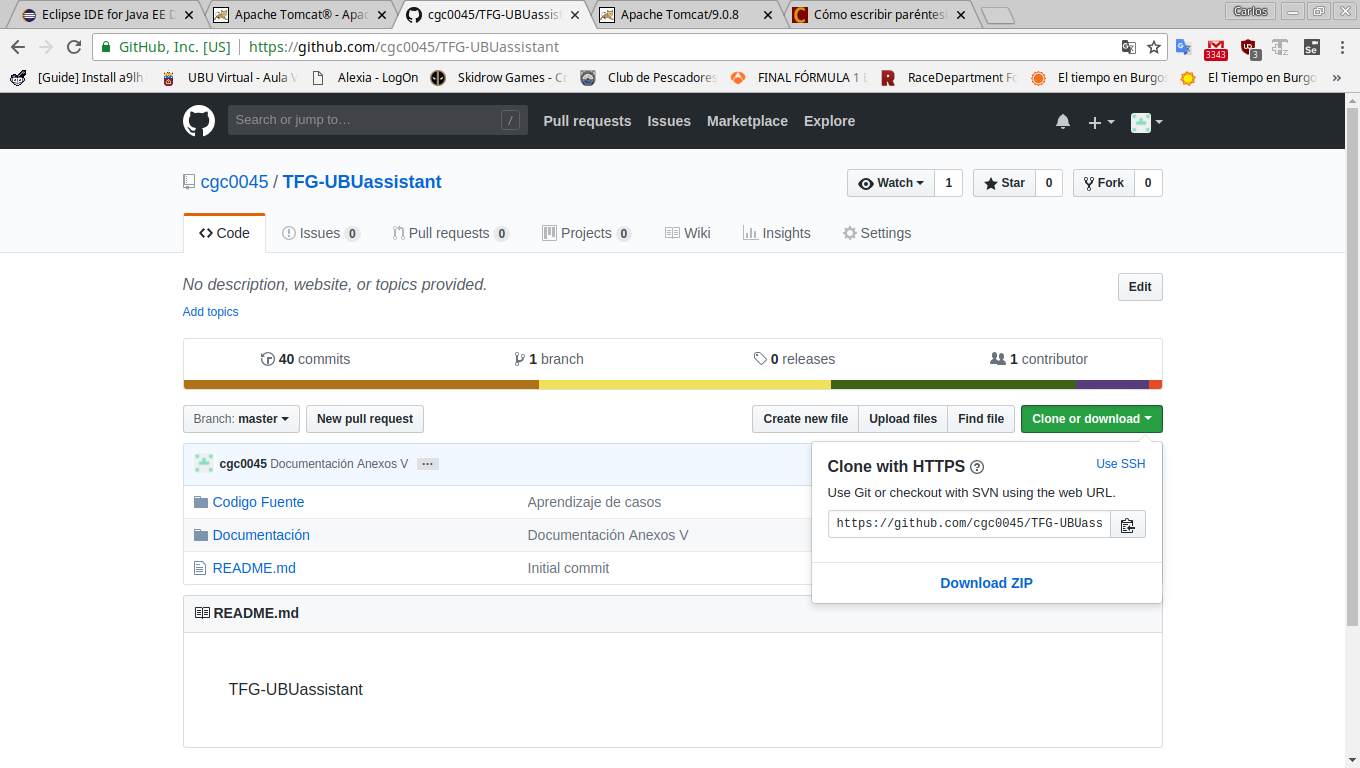 Eclipse IDE for Java EE D
Apache Tomcat® - Apac
cgc0045/TFG-UBUassist
Apache Tomcat/9.0.8
Cómo escribir paréntes
Carlos
GitHub, Inc. [US] https://github.com/cgc0045/TFG-UBUassistant
3343
3
Se
[Guide] Install a9lh
UBU Virtual - Aula V
Alexia - LogOn
Skidrow Games - Cr
Club de Pescadores
FINAL FÓRMULA 1 E
RaceDepartment Fo
El tiempo en Burgos
El Tiempo en Burgo
»
Search or jump to…
/
Pull requests
Issues
Marketplace
Explore
cgc0045 / TFG-UBUassistant
Watch 1
Star 0
Fork 0
Code
Issues 0
Pull requests 0
Projects 0
Wiki
Insights
Settings
No description, website, or topics provided.
Edit
Add topics
40 commits
1 branch
0 releases
1 contributor
Branch: master
New pull request
Create new file
Upload files
Find file
Clone or download
cgc0045 Documentación Anexos V …
Codigo Fuente
Aprendizaje de casos
Documentación
Documentación Anexos V
README.md
Initial commit
Clone with HTTPS
Use SSH
Use Git or checkout with SVN using the web URL.
https://github.com/cgc0045/TFG-UBUass
Download ZIP
README.md
TFG-UBUassistant